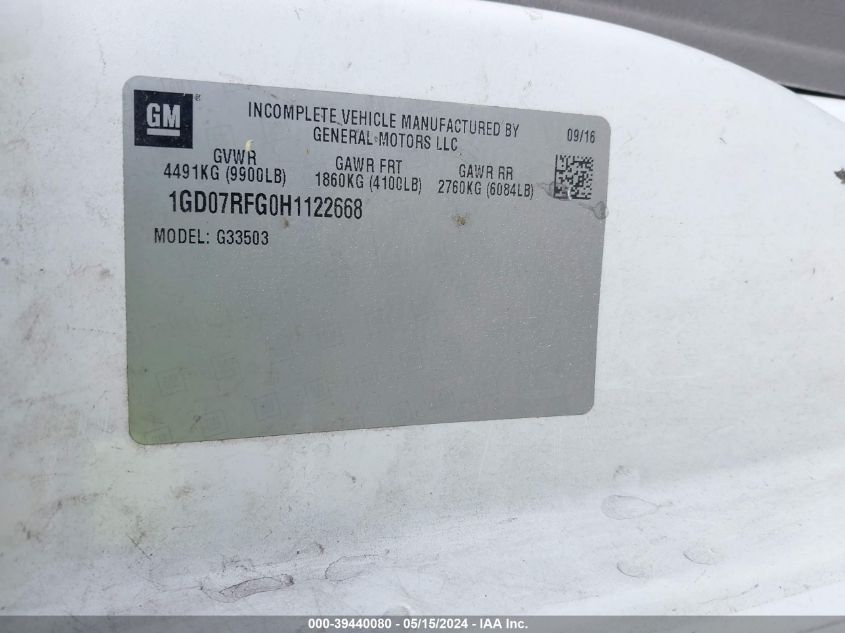 GM ®
INCOMPLETE VEHICLE MANUFACTURED BY
GENERAL MOTORS LLC
09/16
GVWR
4491KG (9900LB)
GAWR FRT
1860KG (4100LB)
GAWR RR
2760KG (6084LB)
1GD07RFG0H1122668
MODEL: G33503
000-39440080 - 05/15/2024 - IAA Inc.